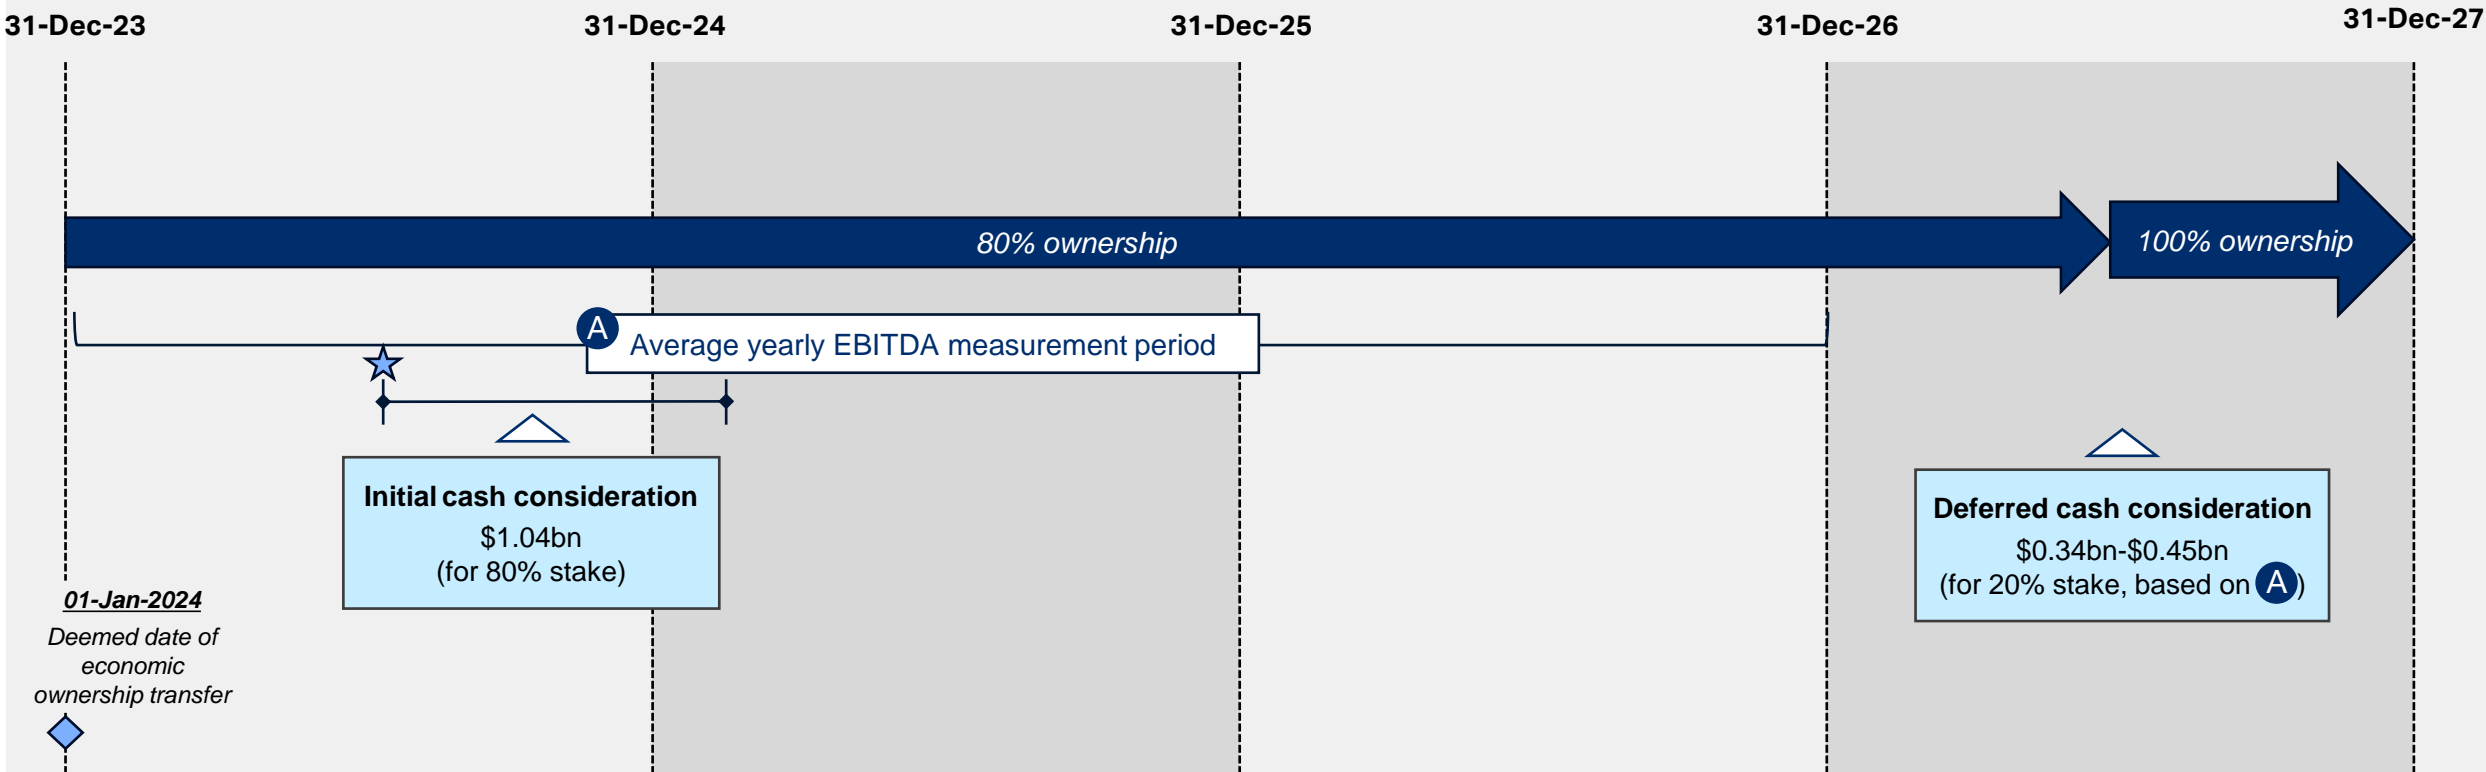 31-Dec-23
31-Dec-24
31-Dec-25
31-Dec-26
31-Dec-27
80% ownership
100% ownership
A
Average yearly EBITDA measurement period
Initial cash consideration
$1.04bn
(for 80% stake)
Deferred cash consideration
$0.34bn-$0.45bn
(for 20% stake, based on A)
01-Jan-2024
Deemed date of
economic
ownership transfer